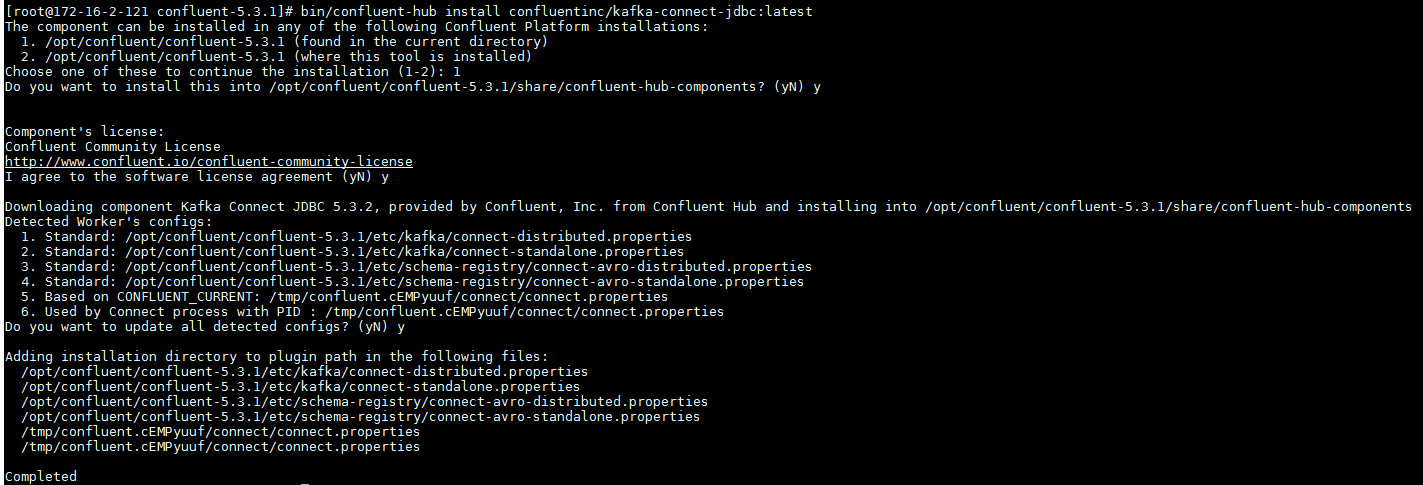 [root@172-16-2-121 confluent-5.3.1]# bin/confluent-hub install confluentinc/kafka-connect-jdbc:latest
The component can be installed in any of the following Confluent Platform installations:
  1. /opt/confluent/confluent-5.3.1 (found in the current directory)
  2. /opt/confluent/confluent-5.3.1 (where this tool is installed)
Choose one of these to continue the installation (1-2): 1
Do you want to install this into /opt/confluent/confluent-5.3.1/share/confluent-hub-components? (yN) y
Component's license:
Confluent Community License
http://www.confluent.io/confluent-community-license
I agree to the software license agreement (yN) y
Downloading component Kafka Connect JDBC 5.3.2, provided by Confluent, Inc. from Confluent Hub and installing into /opt/confluent/confluent-5.3.1/share/confluent-hub-components
Detected Worker's configs:
  1. Standard: /opt/confluent/confluent-5.3.1/etc/kafka/connect-distributed.properties
  2. Standard: /opt/confluent/confluent-5.3.1/etc/kafka/connect-standalone.properties
  3. Standard: /opt/confluent/confluent-5.3.1/etc/schema-registry/connect-avro-distributed.properties
  4. Standard: /opt/confluent/confluent-5.3.1/etc/schema-registry/connect-avro-standalone.properties
  5. Based on CONFLUENT_CURRENT: /tmp/confluent.cEMPyuuf/connect/connect.properties
  6. Used by Connect process with PID : /tmp/confluent.cEMPyuuf/connect/connect.properties
Do you want to update all detected configs? (yN) y
Adding installation directory to plugin path in the following files:
  /opt/confluent/confluent-5.3.1/etc/kafka/connect-distributed.properties
  /opt/confluent/confluent-5.3.1/etc/kafka/connect-standalone.properties
  /opt/confluent/confluent-5.3.1/etc/schema-registry/connect-avro-distributed.properties
  /opt/confluent/confluent-5.3.1/etc/schema-registry/connect-avro-standalone.properties
  /tmp/confluent.cEMPyuuf/connect/connect.properties
  /tmp/confluent.cEMPyuuf/connect/connect.properties
Completed